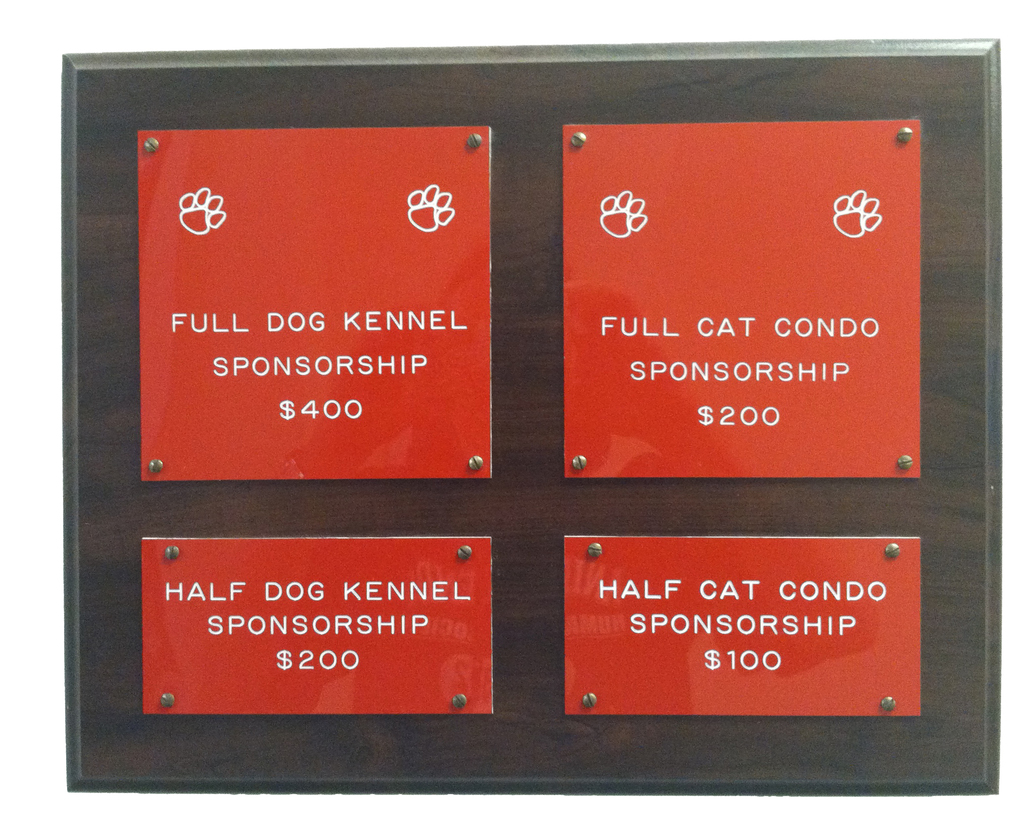 FULL DOG KENNEL
SPONSORSHIP
$400
FULL CAT CONDO
SPONSORSHIP
$200
HALF DOG KENNEL
SPONSORSHIP
$200
HALF CAT CONDO
SPONSORSHIP
$100